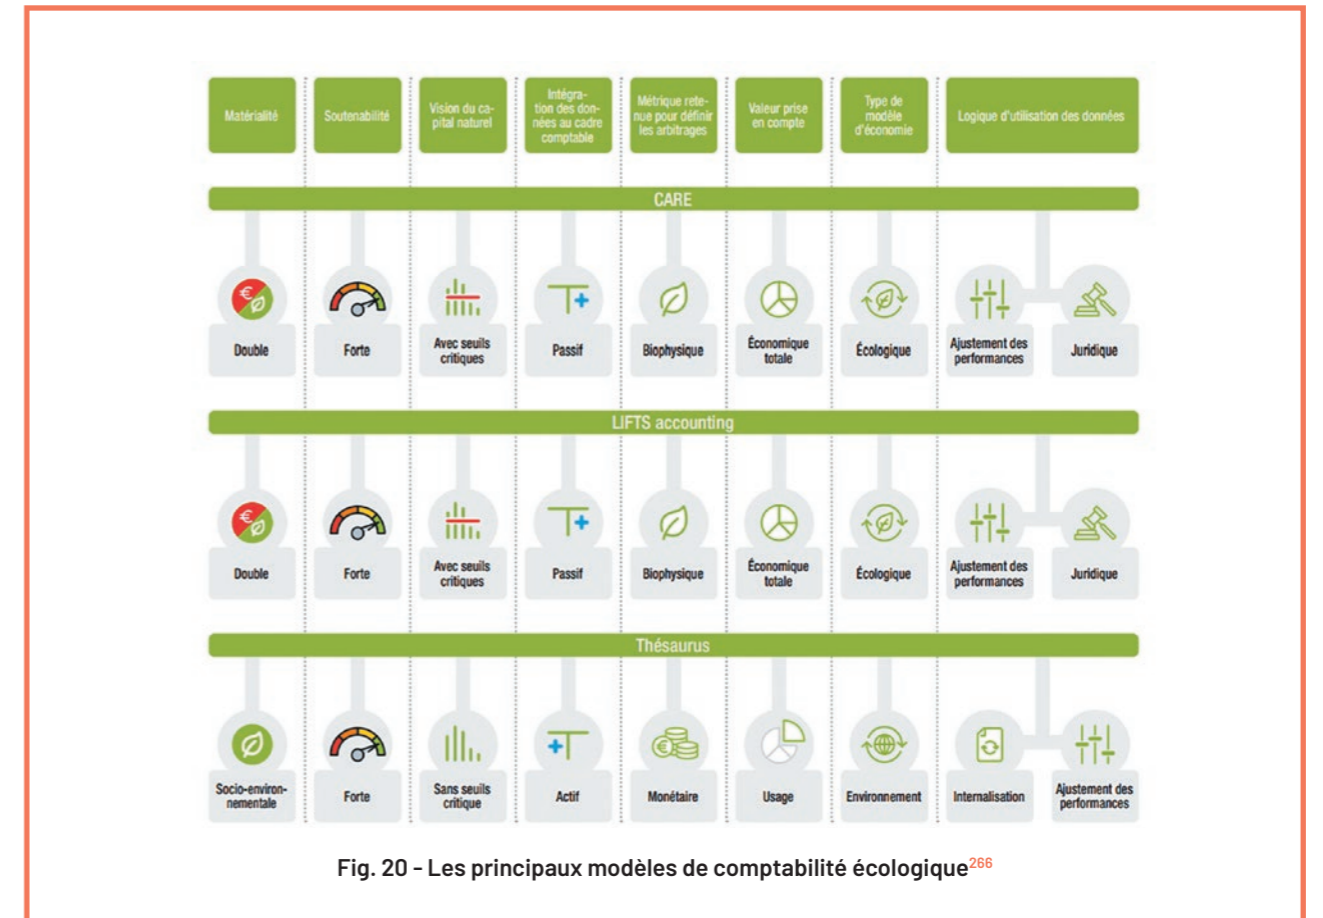 Matérialité
Soutenabilité
Vision du ca-
pital naturel
Intégra-
tion des don-
nées au cadre
comptable
Métrique rete-
nue pour définir
les arbitrages
Valeur prise
en compte
Type de
modèle
d'économie
Logique d'utilisation des données
CARE
€
Double
Forte
Avec seuils
critiques
Passif
Biophysique
Économique
totale
Écologique
Ajustement des
performances
Juridique
LIFTS accounting
€
Double
Forte
Avec seuils
critiques
Passif
Biophysique
Économique
totale
Écologique
Ajustement des
performances
Juridique
Thésaurus
Socio-environ-
nementale
Forte
Sans seuils
critique
Actif
€
Monétaire
Usage
Environnement
Internalisation
Ajustement des
performances
Fig. 20 - Les principaux modèles de comptabilité écologique266